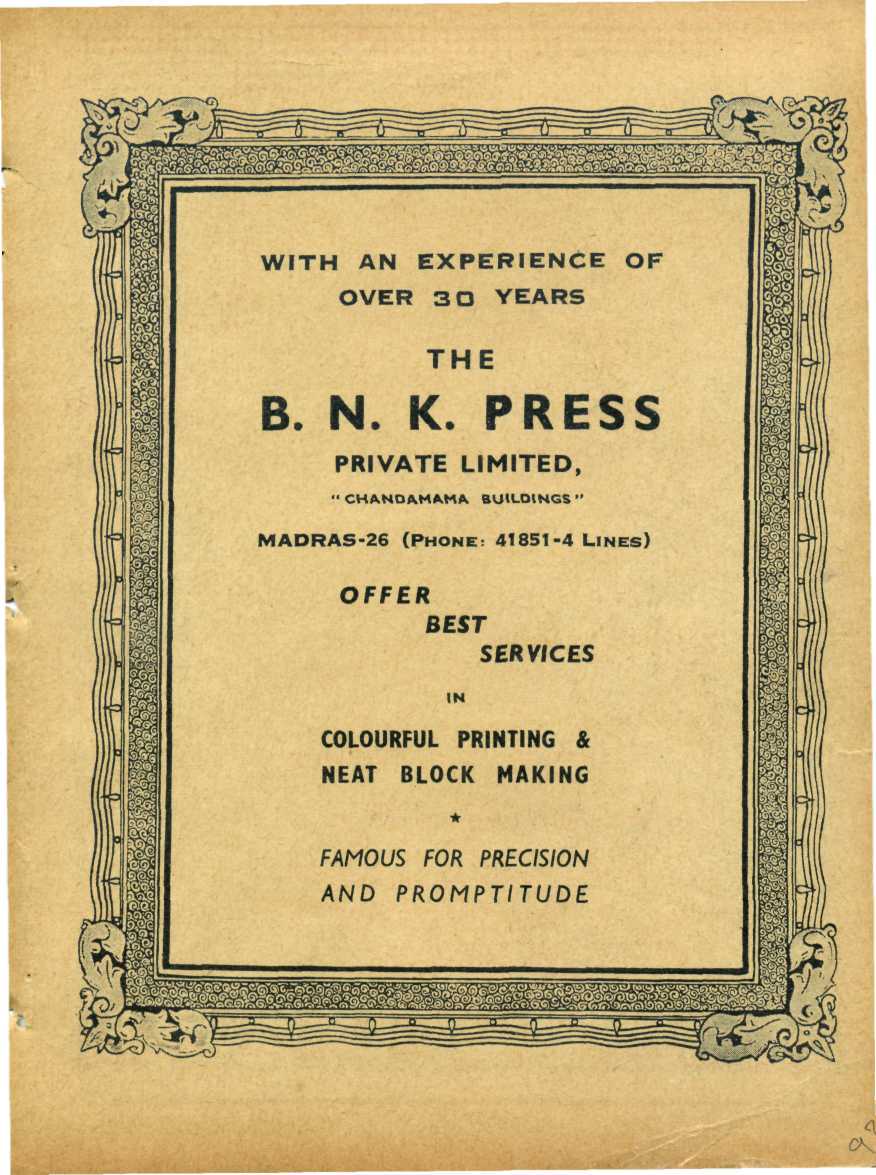 WITH AN EXPERIENCE OF
OVER 30 YEARS
THE
B. N. K. PRESS
PRIVATE LIMITED,
"CHANDAMAMA BUILDINGS"
MADRAS-26 (PHONE: 41851-4 LINES)
OFFER
BEST
SERVICES
IN
COLOURFUL PRINTING &
NEAT BLOCK MAKING
★
FAMOUS FOR PRECISION
AND PROMPTITUDE